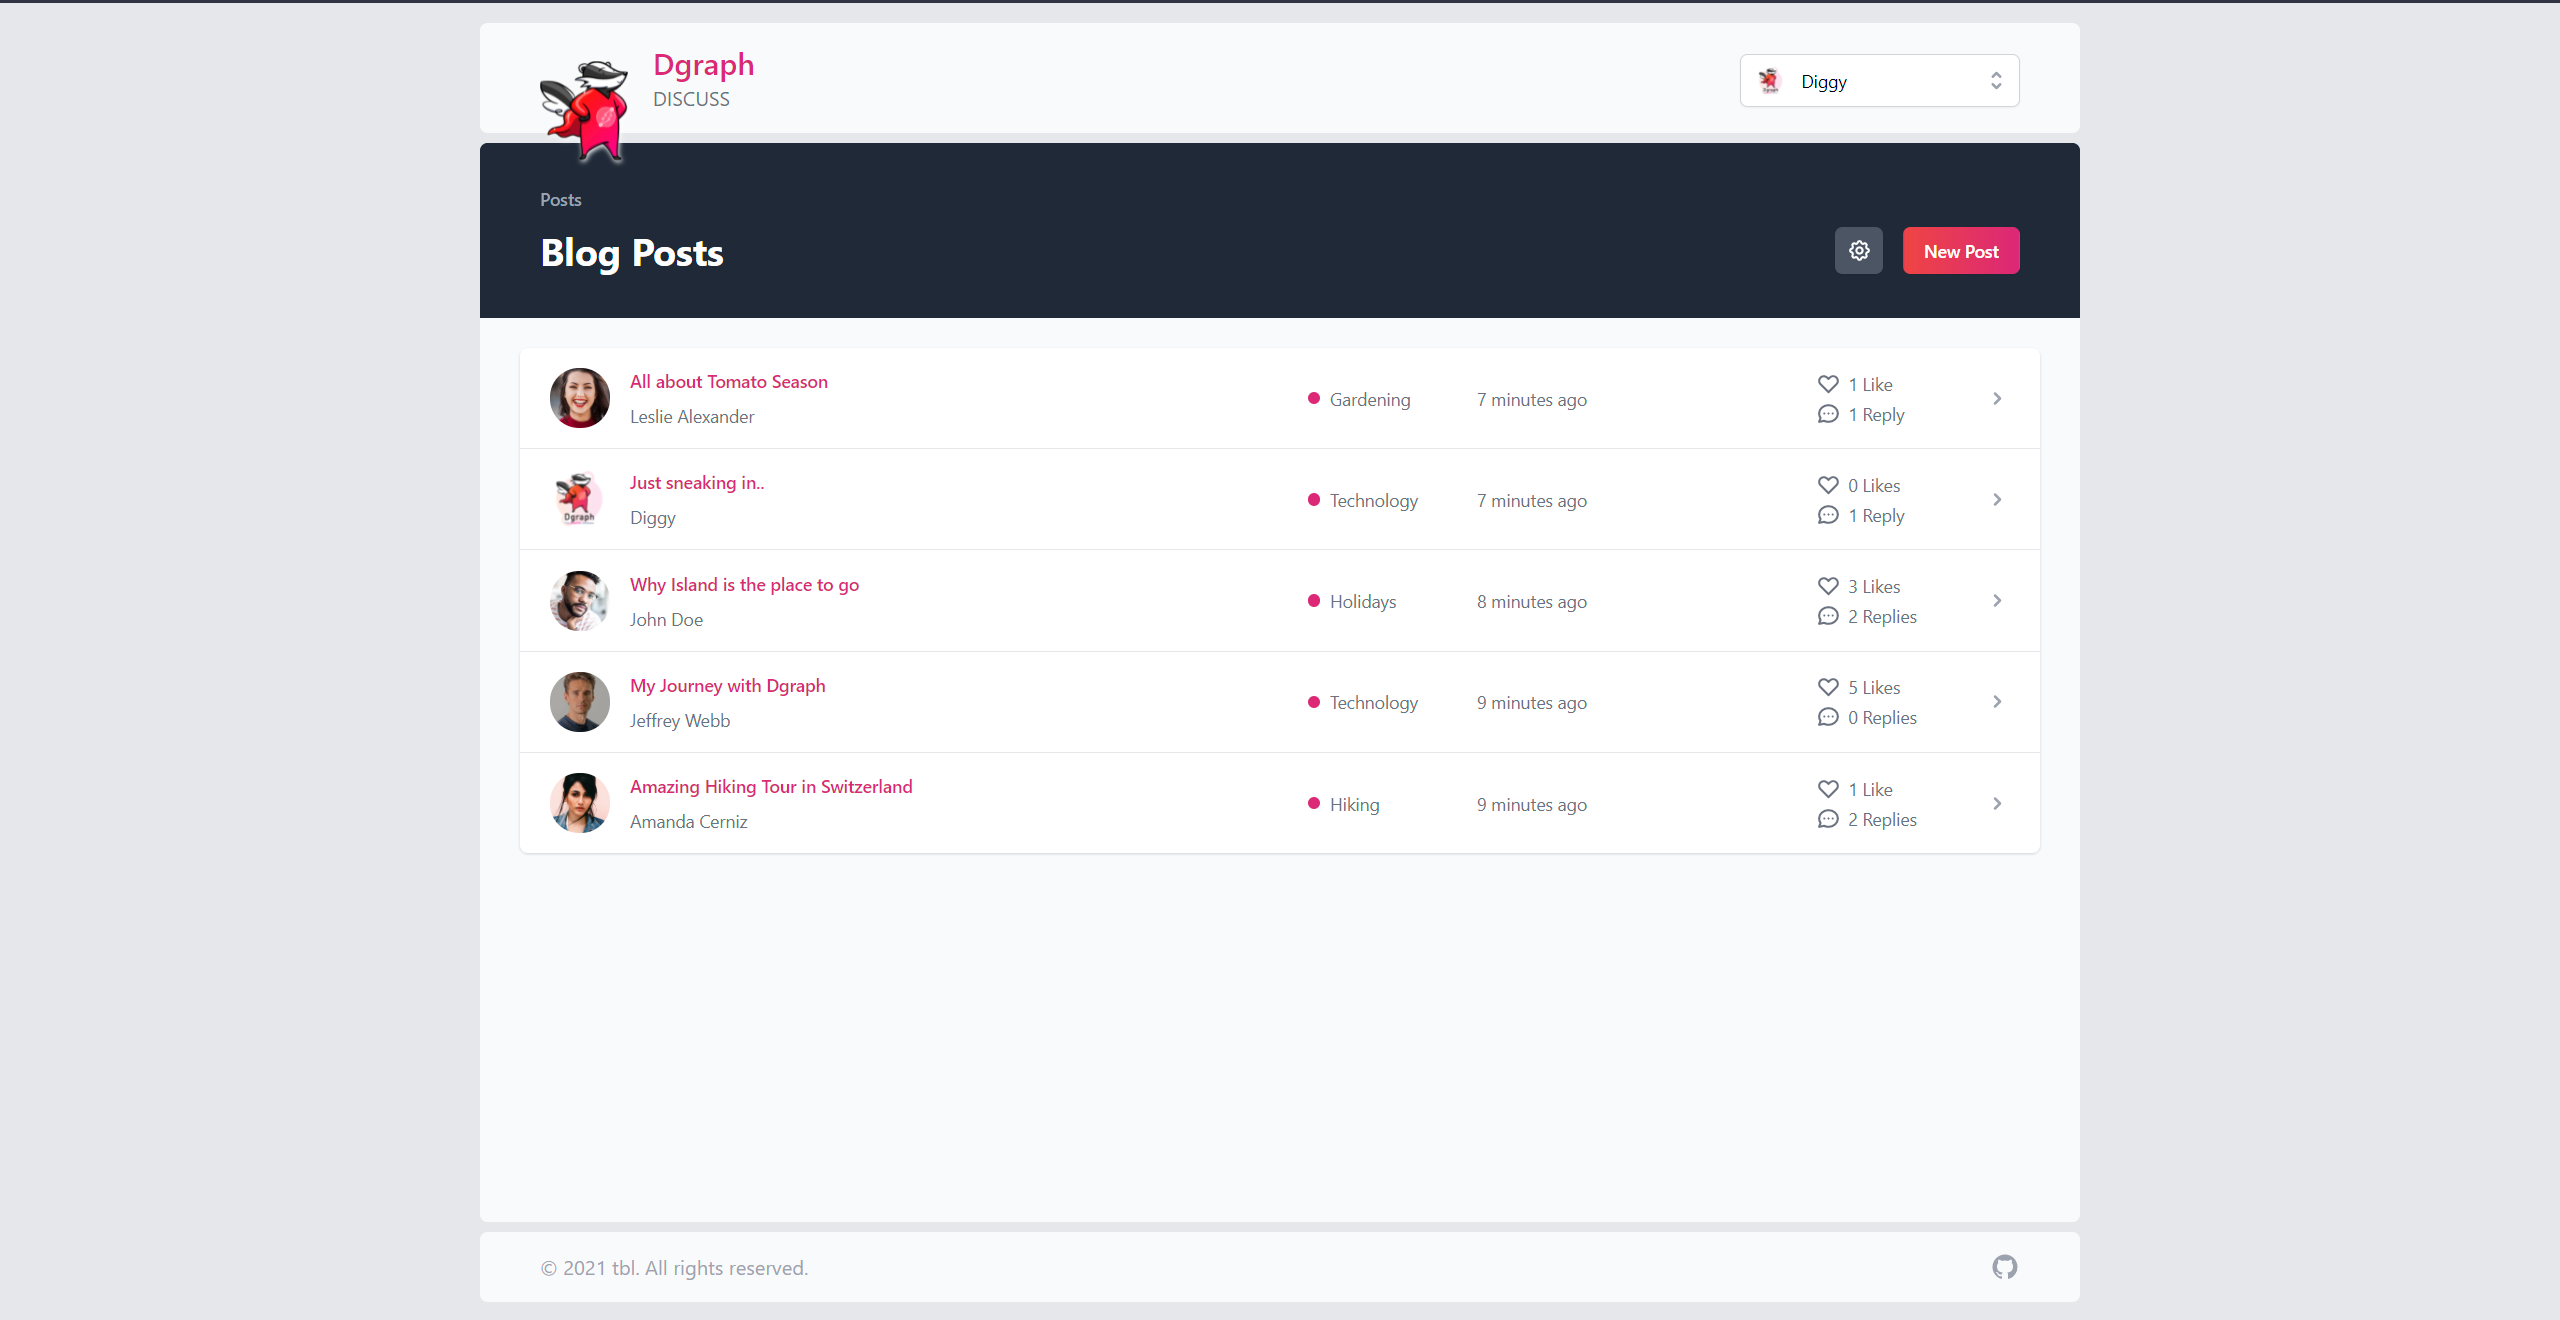 Dgraph
DISCUSS
Diggy
Posts
Blog Posts
New Post
All about Tomato Season
Leslie Alexander
Gardening
7 minutes ago
1 Like
1 Reply
Just sneaking in..
Diggy
Dgraph
Technology
7 minutes ago
0 Likes
1 Reply
Why Island is the place to go
John Doe
Holidays
8 minutes ago
3 Likes
2 Replies
My Journey with Dgraph
Jeffrey Webb
Technology
9 minutes ago
5 Likes
0 Replies
Amazing Hiking Tour in Switzerland
Amanda Cerniz
Hiking
9 minutes ago
1 Like
2 Replies
© 2021 tbl. All rights reserved.